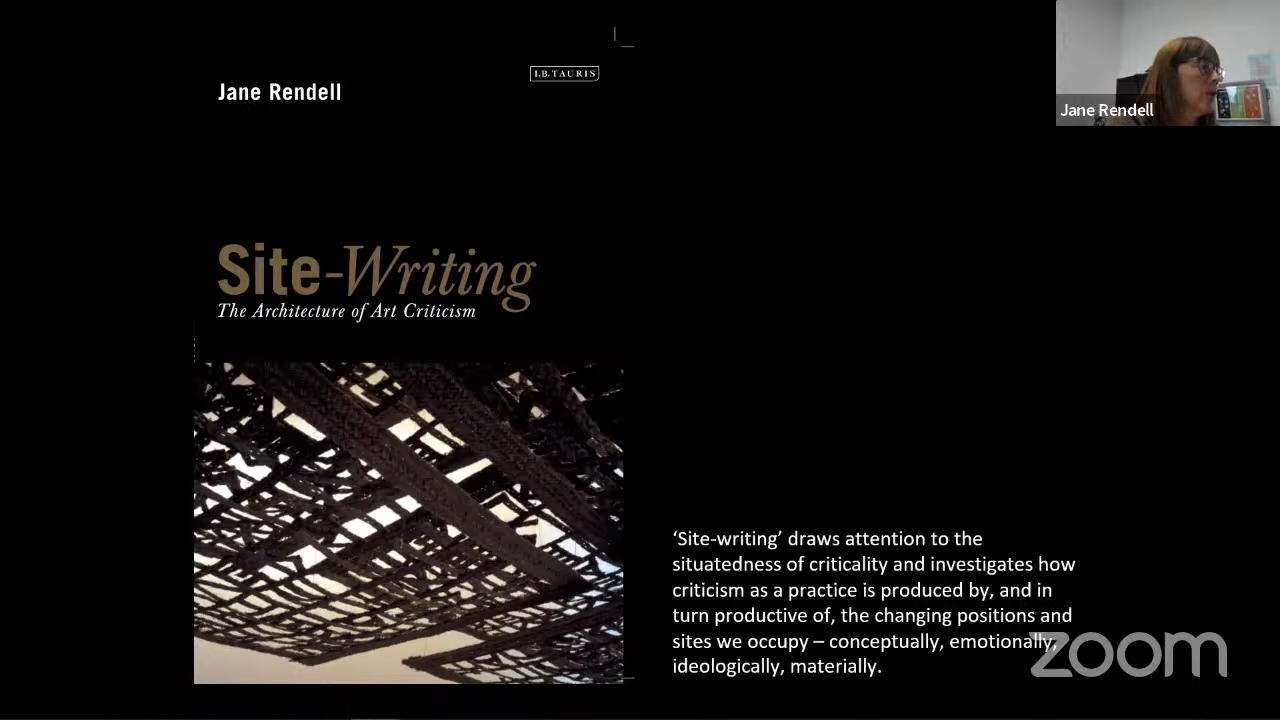 Jane Rendell
I.B.TAURIS
Jane Rendell
Site-Writing
The Architecture of Art Criticism
‘Site-writing’ draws attention to the
situatedness of criticality and investigates how
criticism as a practice is produced by, and in
turn productive of, the changing positions and
sites we occupy – conceptually, emotionally,
ideologically, materially.
zoom